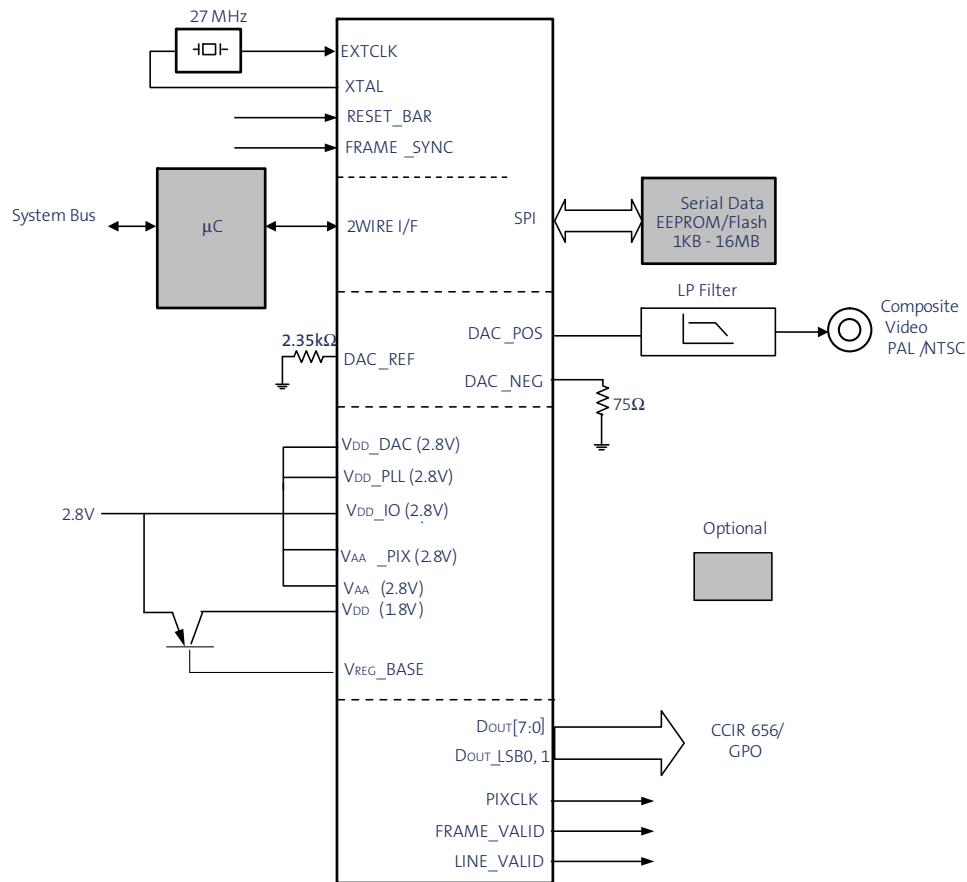 27 MHz
EXTCLK
XTAL
RESET_BAR
FRAME _SYNC
System Bus
µC
2WIRE I/F
SPI
Serial Data
EEPROM/Flash
1KB - 16MB
LP Filter
2.35kΩ
DAC_REF
DAC_POS
Composite
Video
PAL /NTSC
DAC_NEG
75Ω
VDD_DAC (2.8V)
VDD_PLL (2.8V)
2.8V
VDD_IO (2.8V)
VAA _PIX (2.8V)
VAA (2.8V)
VDD (1.8V)
VREG_BASE
Optional
DOUT[7:0]
DOUT_LSB0, 1
CCIR 656/
GPO
PIXCLK
FRAME_VALID
LINE_VALID